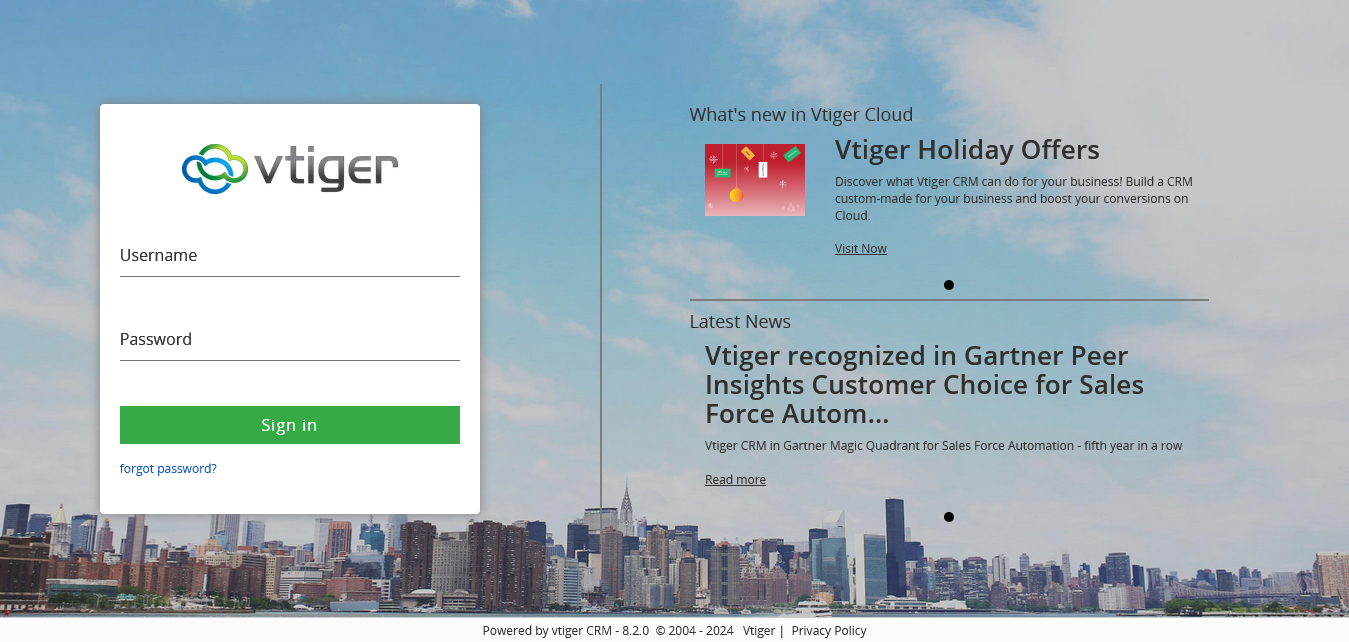 vtiger
Username
Password
Sign in
forgot password?
What's new in Vtiger Cloud
Vtiger Holiday Offers
Discover what Vtiger CRM can do for your business! Build a CRM
custom-made for your business and boost your conversions on
Cloud.
Visit Now
Latest News
Vtiger recognized in Gartner Peer
Insights Customer Choice for Sales
Force Autom...
Vtiger CRM in Gartner Magic Quadrant for Sales Force Automation - fifth year in a row
Read more
Powered by vtiger CRM - 8.2.0 © 2004 - 2024 Vtiger | Privacy Policy